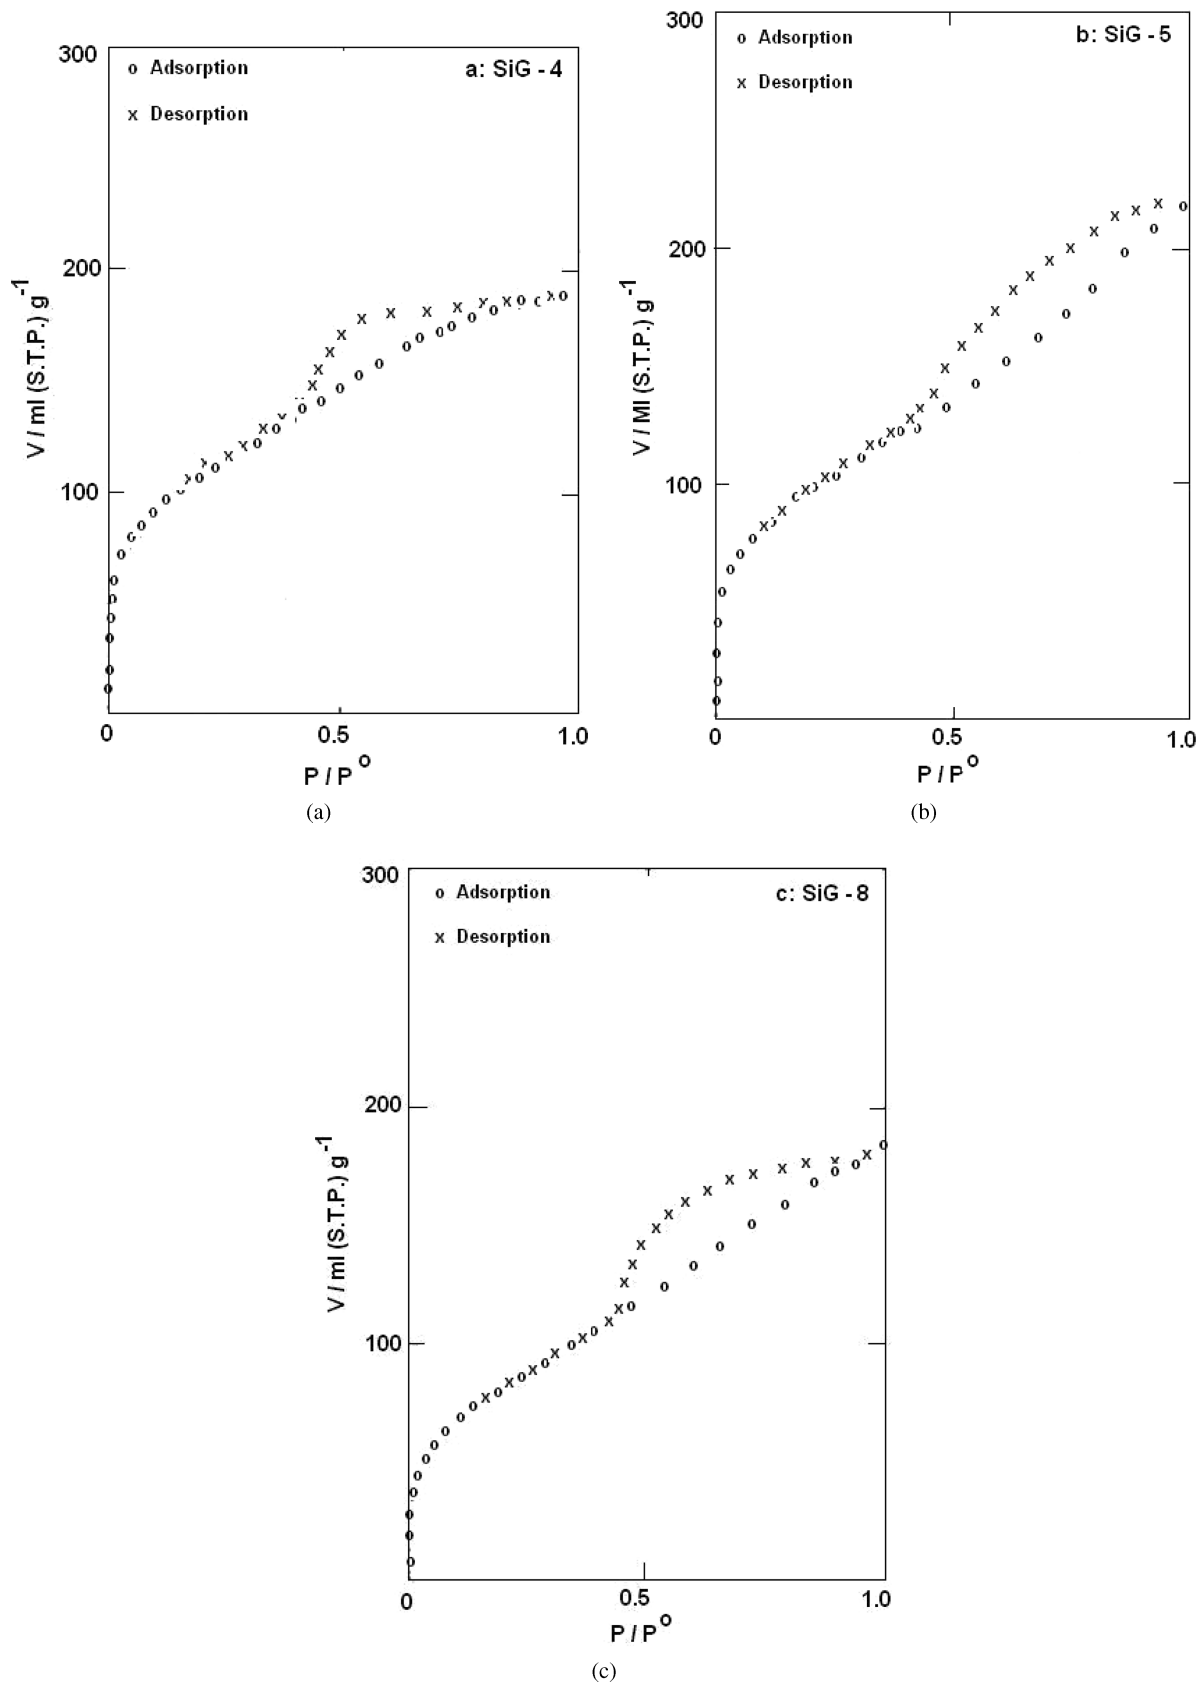 300
o Adsorption
a: SiG - 4
x Desorption
200
100
V / ml (S.T.P.) g-1
0
0.5
1.0
P / Po
(a)
300
o Adsorption
b: SiG - 5
x Desorption
200
100
V / Ml (S.T.P.) g-1
0
0.5
1.0
P / Po
(b)
300
o Adsorption
c: SiG - 8
x Desorption
200
100
V / ml (S.T.P.) g-1
0
0.5
1.0
P / Po
(c)